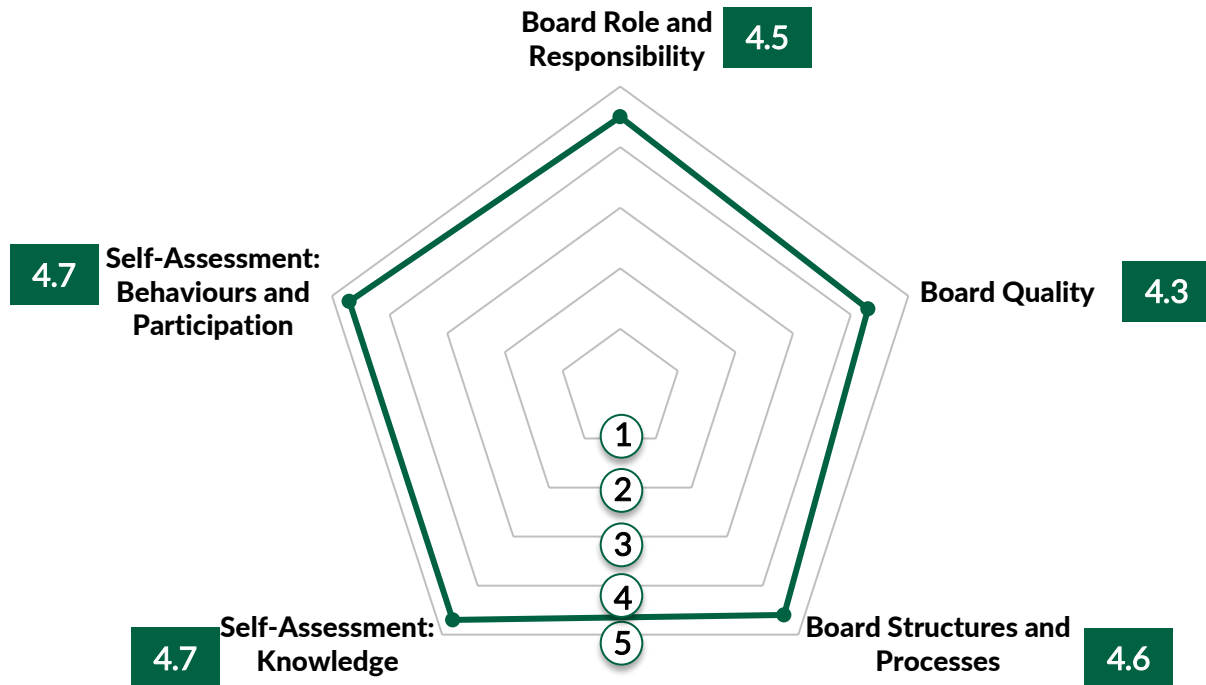 Board Role and
Responsibility
4.5
Self-Assessment:
Behaviours and
Participation
4.7
Board Quality
4.3
1
2
3
4
5
Self-Assessment:
Knowledge
4.7
Board Structures and
Processes
4.6